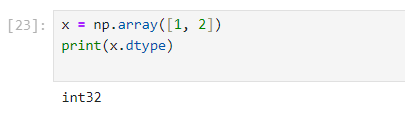 [23]: x = np.array([1, 2])
print(x.dtype)
int32